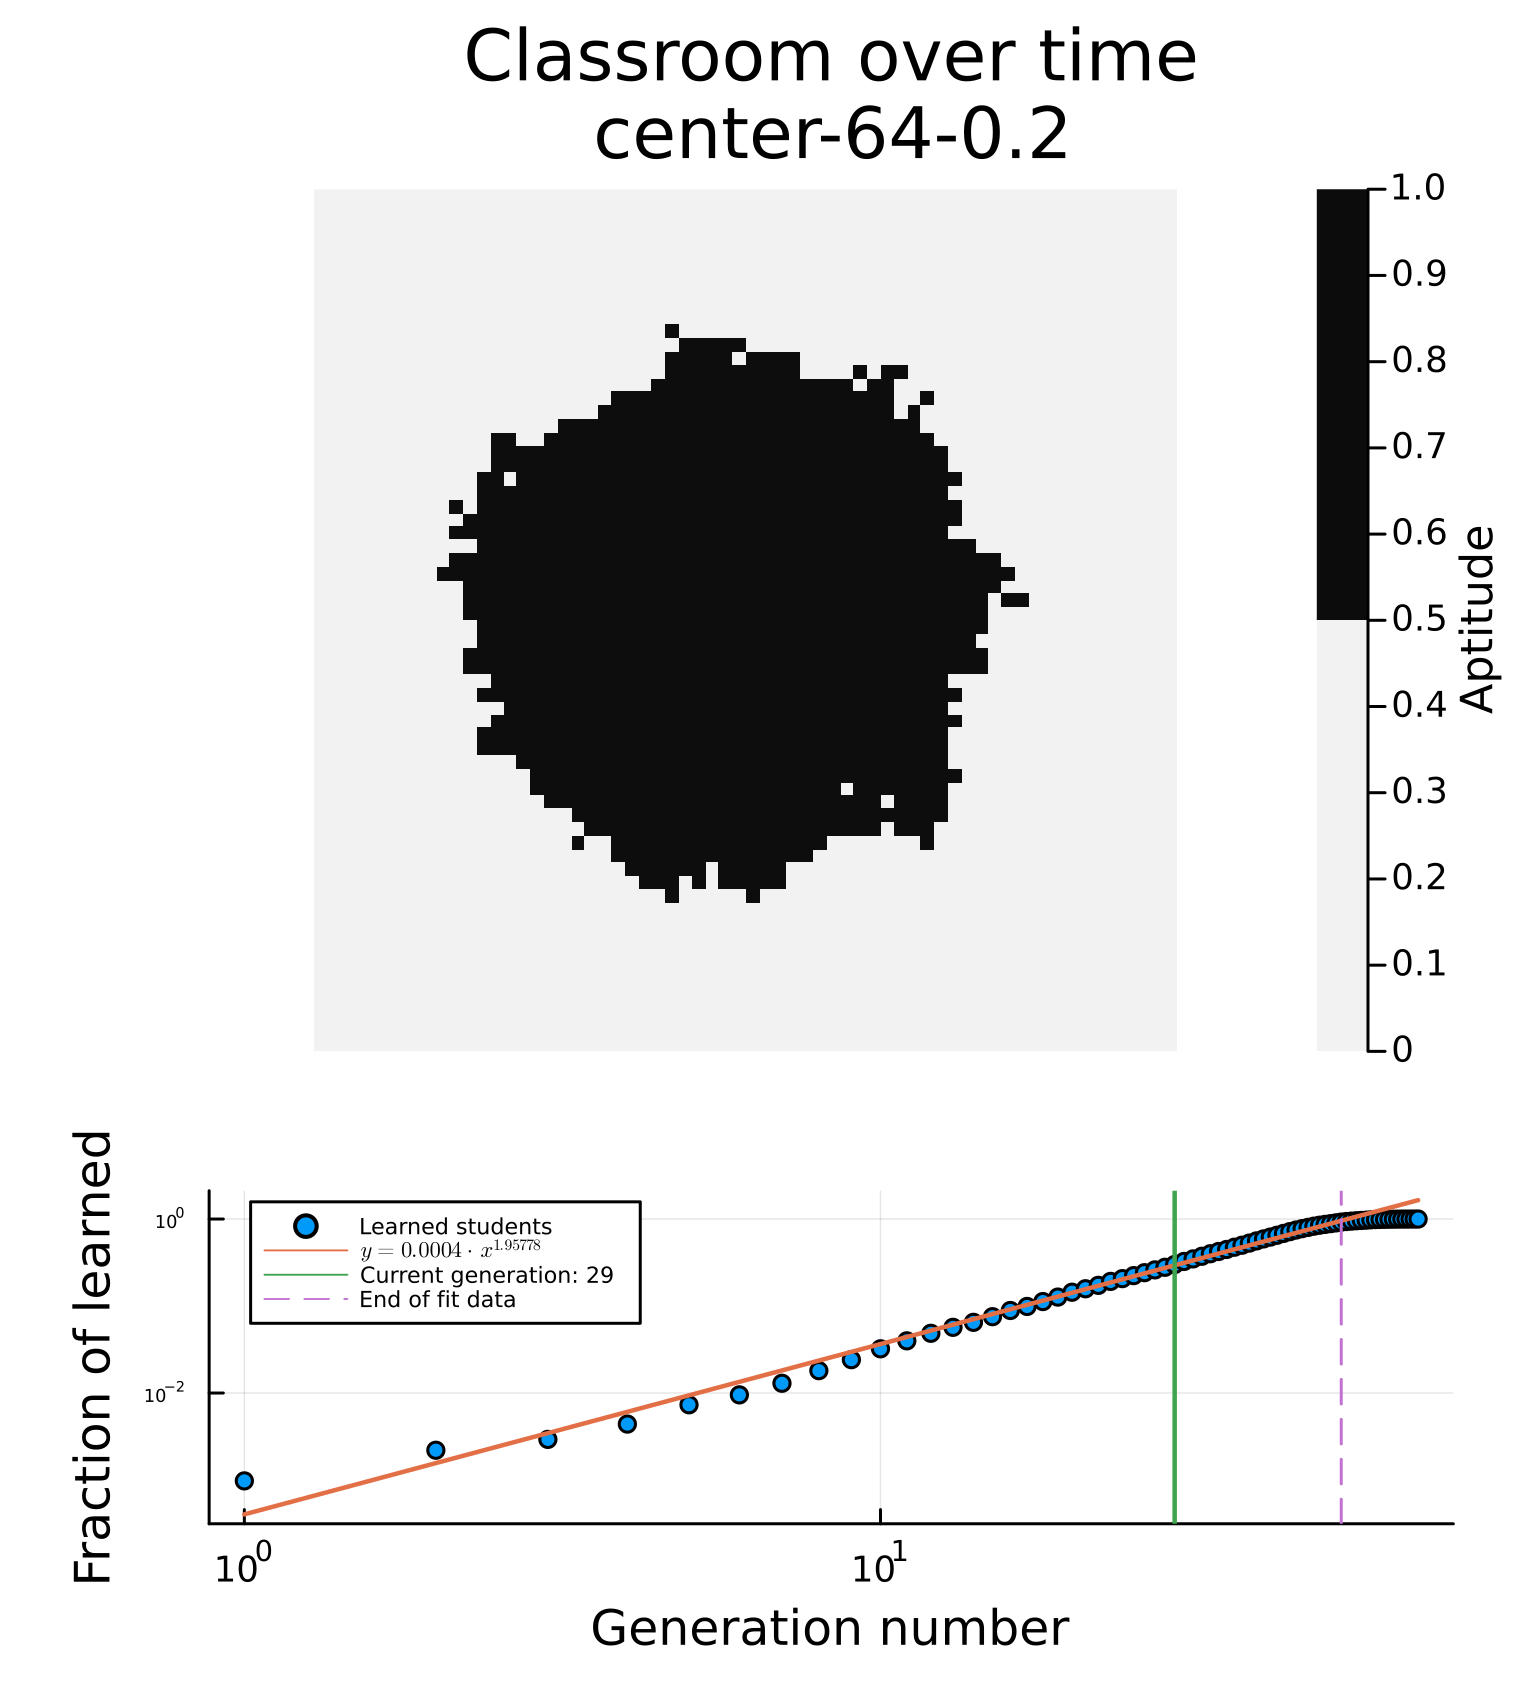 Classroom over time
center-64-0.2
1.0
0.9
0.8
0.7
0.6
0.5
0.4
0.3
0.2
0.1
0
Aptitude
Fraction of learned
10^0
10^-2
Learned students
y = 0.0004 · x^1.95778
Current generation: 29
End of fit data
10^0
10^1
Generation number